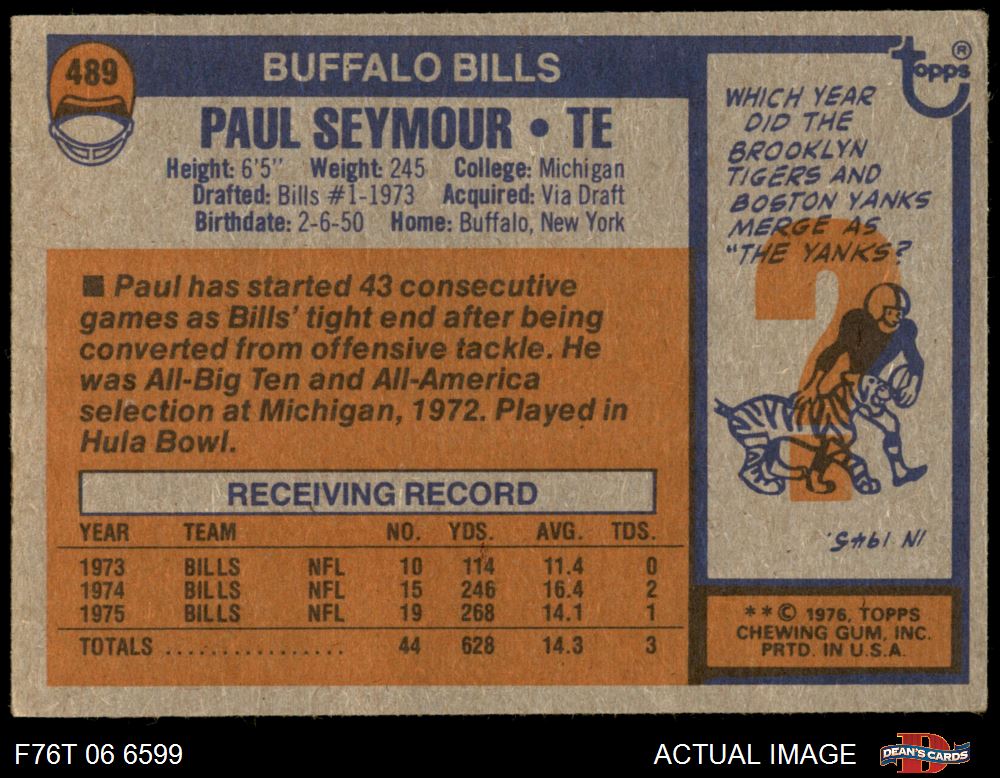 489
BUFFALO BILLS
PAUL SEYMOUR • TE
Height: 6'5" Weight: 245 College: Michigan
Drafted: Bills #1-1973 Acquired: Via Draft
Birthdate: 2-6-50 Home: Buffalo, New York
■ Paul has started 43 consecutive
games as Bills' tight end after being
converted from offensive tackle. He
was All-Big Ten and All-America
selection at Michigan, 1972. Played in
Hula Bowl.
RECEIVING RECORD
YEAR TEAM NO. YDS. AVG. TDS.
1973 BILLS NFL 10 114 11.4 0
1974 BILLS NFL 15 246 16.4 2
1975 BILLS NFL 19 268 14.1 1
TOTALS ................ 44 628 14.3 3
Topps®
WHICH YEAR
DID THE
BROOKLYN
TIGERS AND
BOSTON YANKS
MERGE AS
"THE YANKS?
?
IN 1945.
**© 1976, TOPPS
CHEWING GUM, INC.
PRTD. IN U.S.A.
F76T 06 6599
ACTUAL IMAGE
D
DEAN'S CARDS